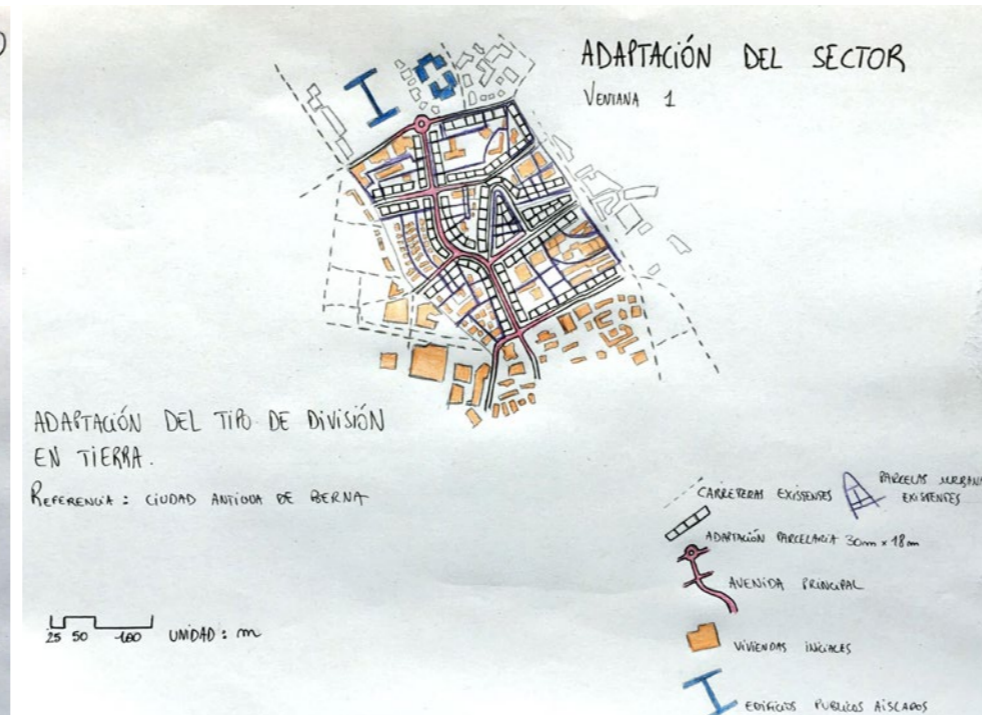 ADAPTACIÓN DEL SECTOR
VENTANA 1
ADAPTACIÓN DEL TIPO DE DIVISIÓN
EN TIERRA.
REFERENCIA : CIUDAD ANTIGUA DE BERNA
25 50 100 UNIDAD : m
CARRETERAS EXISTENTES
PARCELAS URBAN
EXISTENTES
ADAPTACIÓN PARCELARIA 30m x 18m
AVENIDA PRINCIPAL
VIVIENDAS INICIALES
EDIFICIOS PUBLICOS AISLADOS